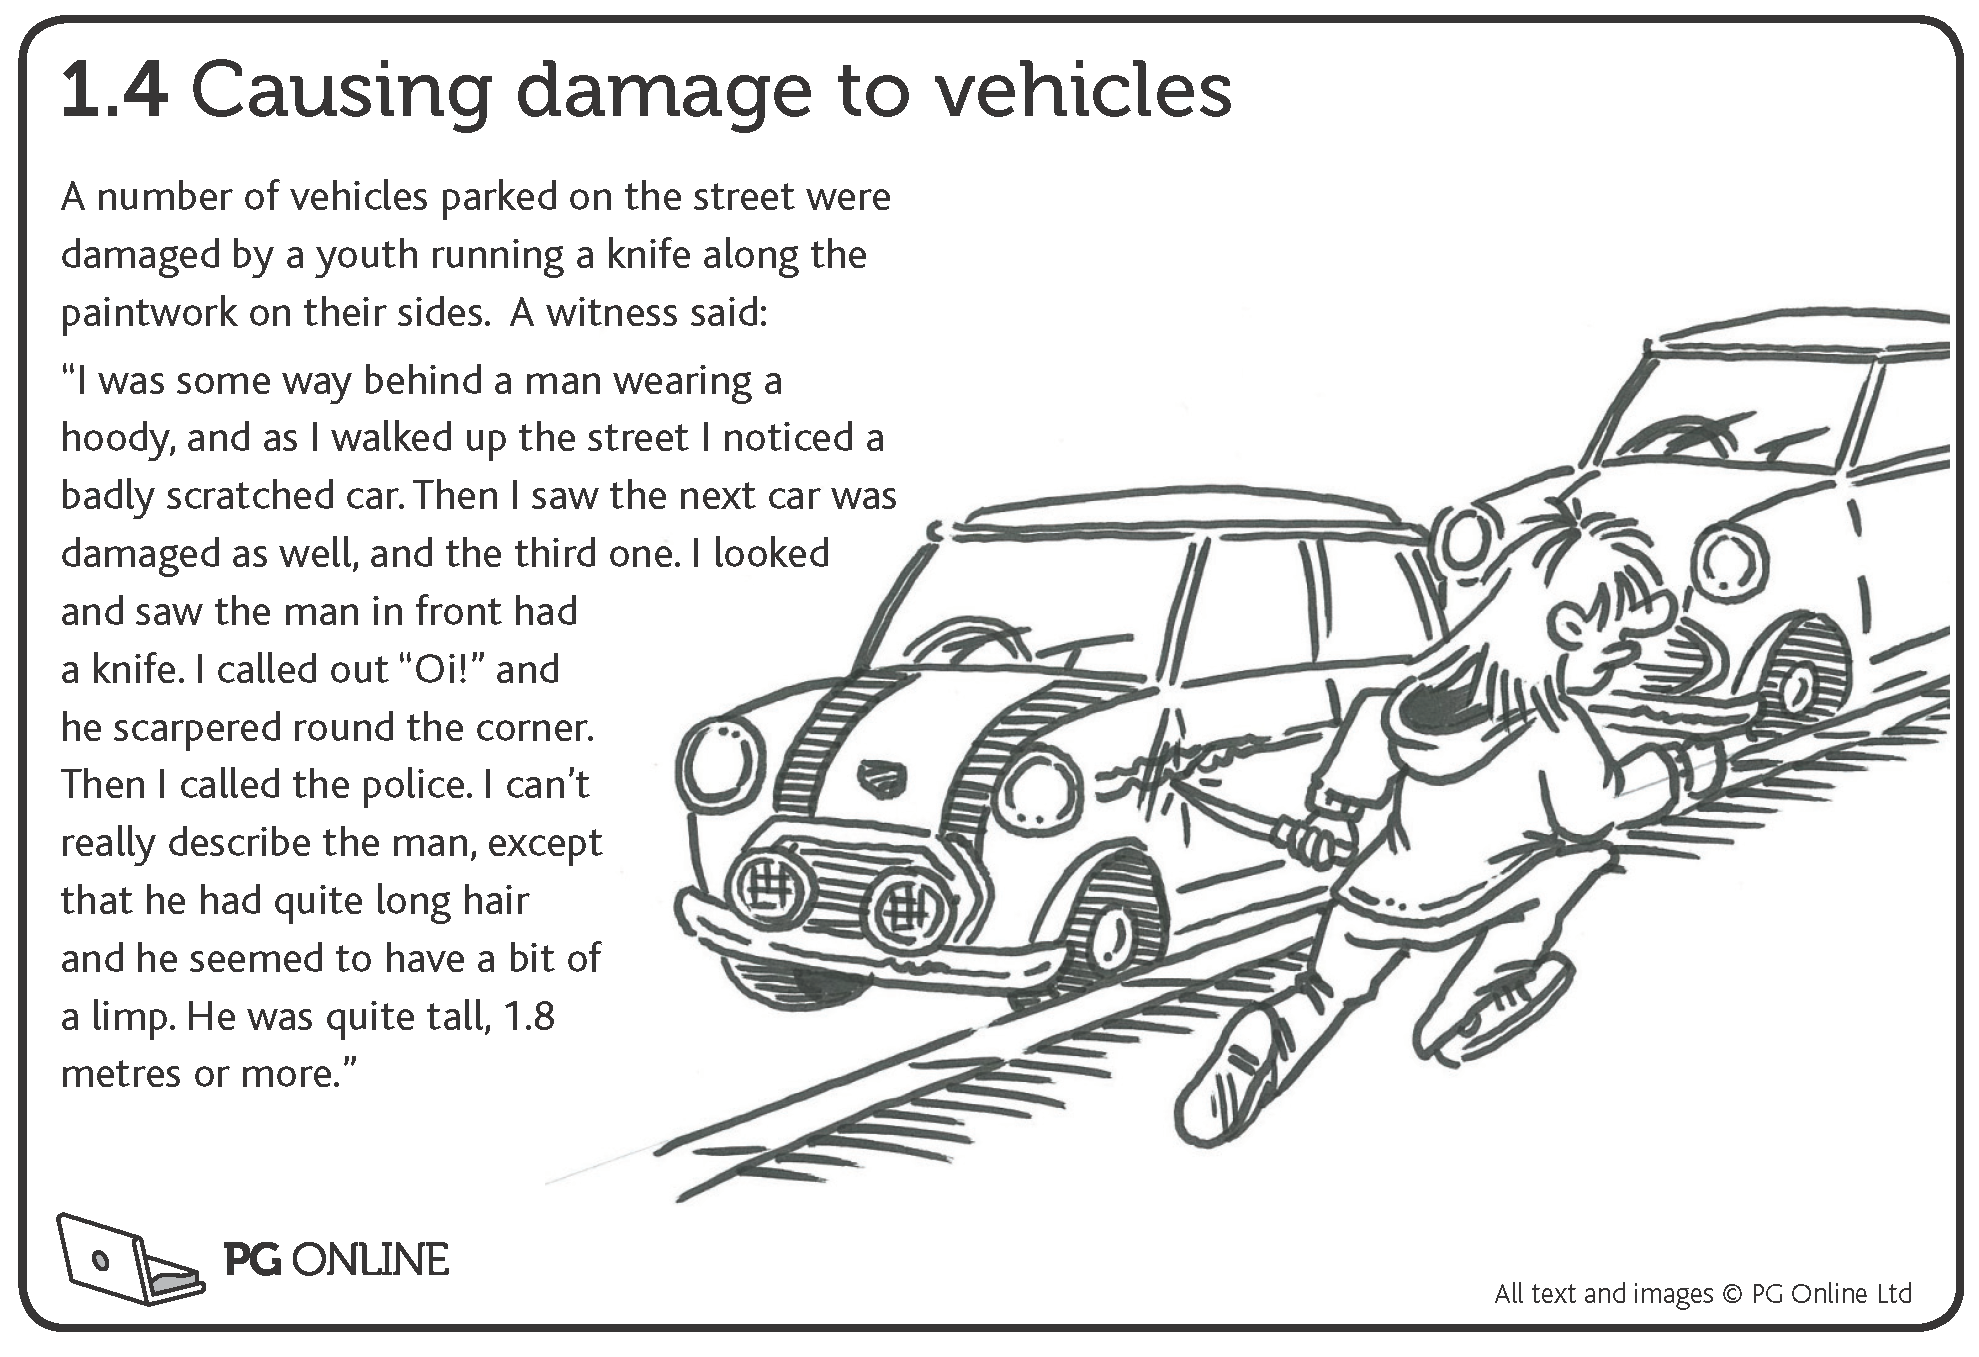 1.4 Causing damage to vehicles
A number of vehicles parked on the street were
damaged by a youth running a knife along the
paintwork on their sides.  A witness said:
“I was some way behind a man wearing a
hoody, and as I walked up the street I noticed a
badly scratched car. Then I saw the next car was
damaged as well, and the third one. I looked
and saw the man in front had
a knife. I called out “Oi!” and
he scarpered round the corner.
Then I called the police. I can’t
really describe the man, except
that he had quite long hair
and he seemed to have a bit of
a limp. He was quite tall, 1.8
metres or more.”
PG ONLINE
All text and images © PG Online Ltd